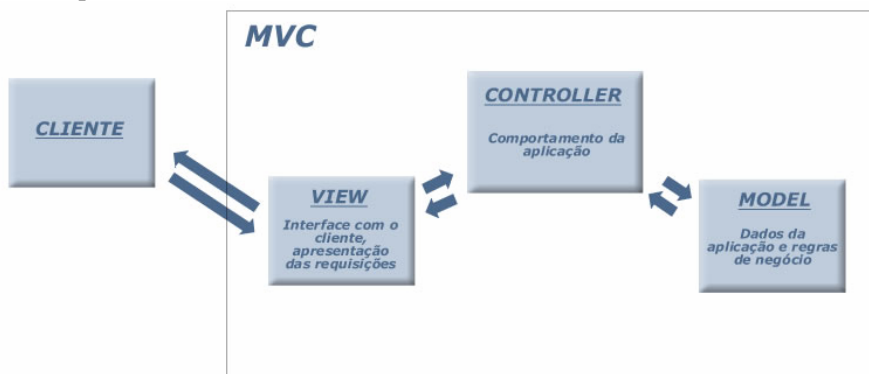 MVC
CLIENTE
CONTROLLER
Comportamento da
aplicação
VIEW
Interface com o
cliente,
apresentação
das requisições
MODEL
Dados da
aplicação e regras
de negócio